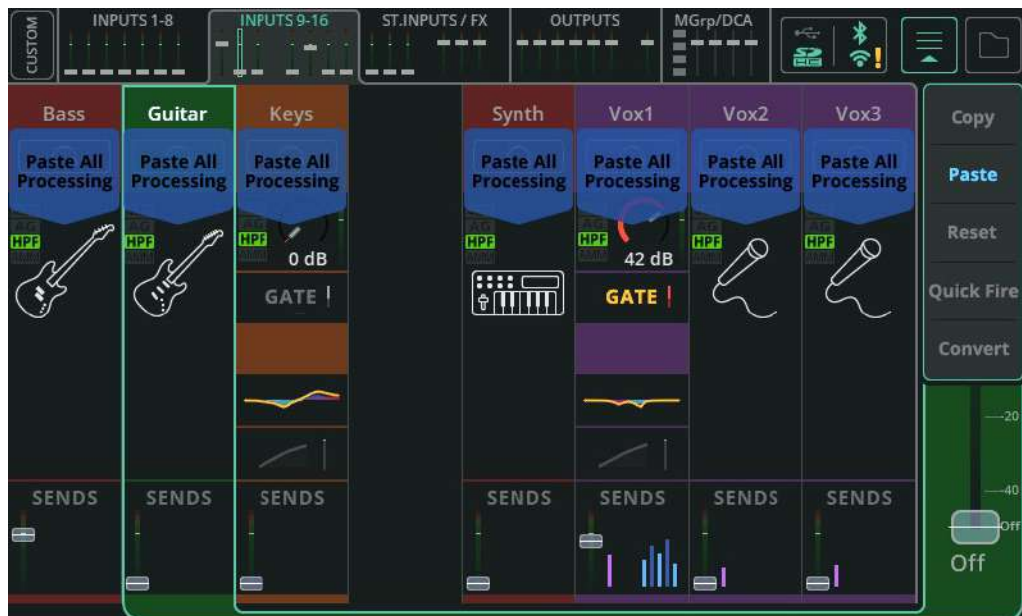 CUSTOM
INPUTS 1-8
INPUTS 9-16
ST.INPUTS / FX
OUTPUTS
MGrp/DCA
Bass
Guitar
Keys
Synth
Vox1
Vox2
Vox3
Copy
Paste All
Processing
Paste All
Processing
Paste All
Processing
Paste All
Processing
Paste All
Processing
Paste All
Processing
Paste All
Processing
Paste
Reset
HPF
HPF
HPF
HPF
HPF
HPF
HPF
0 dB
42 dB
GATE
GATE
Quick Fire
Convert
-20
SENDS
SENDS
SENDS
SENDS
SENDS
SENDS
SENDS
-40
Off
Off